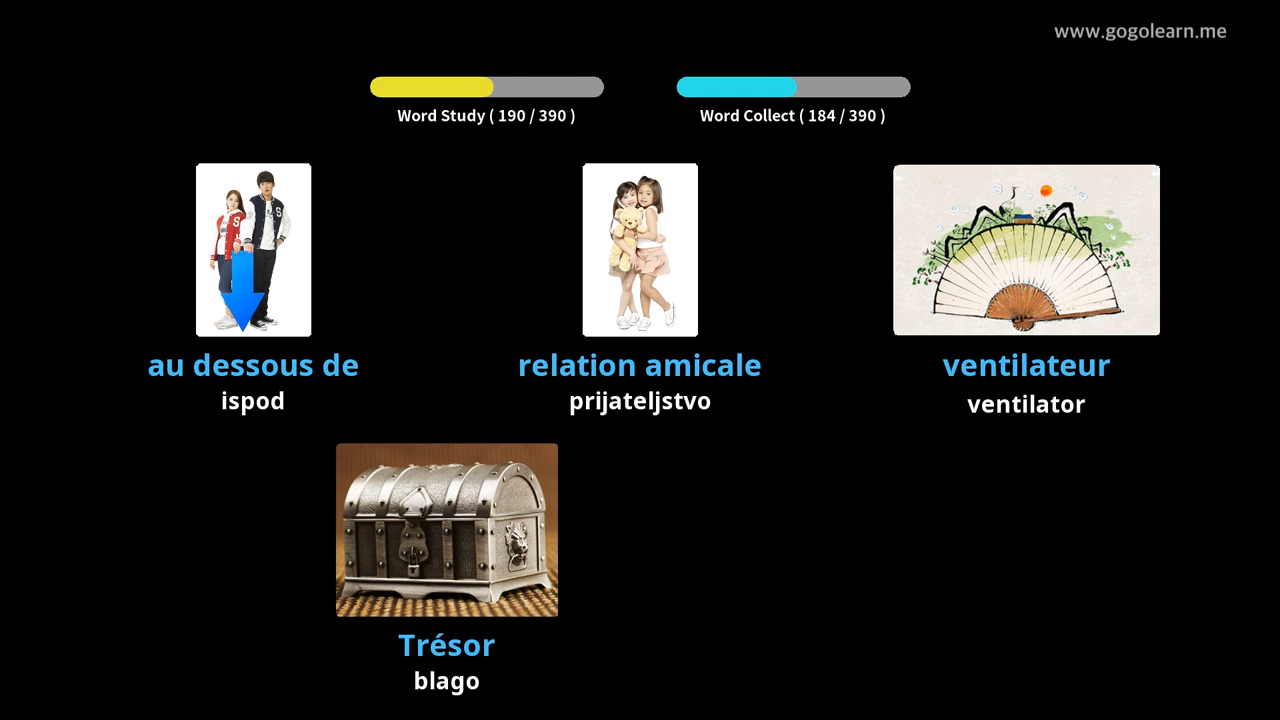 www.gogolearn.me
Word Study ( 190 / 390 )
Word Collect ( 184 / 390 )
au dessous de
ispod
relation amicale
prijateljstvo
ventilateur
ventilator
Trésor
blago